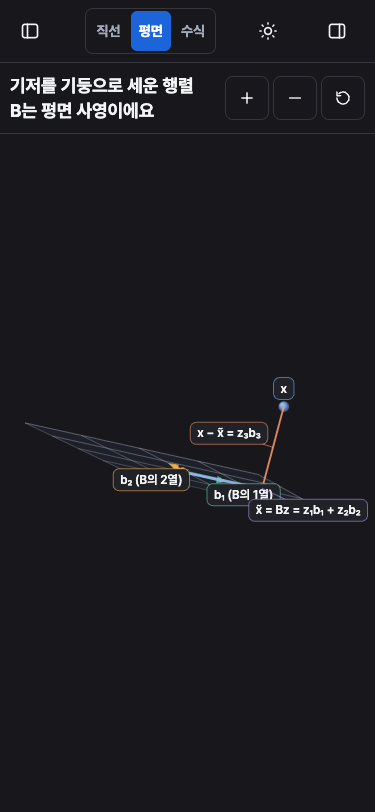 직선 평면 수식
기저를 기둥으로 세운 행렬
B는 평면 사영이에요
x
x − x̃ = z₃b₃
b₂ (B의 2열)
b₁ (B의 1열)
x̃ = Bz = z₁b₁ + z₂b₂